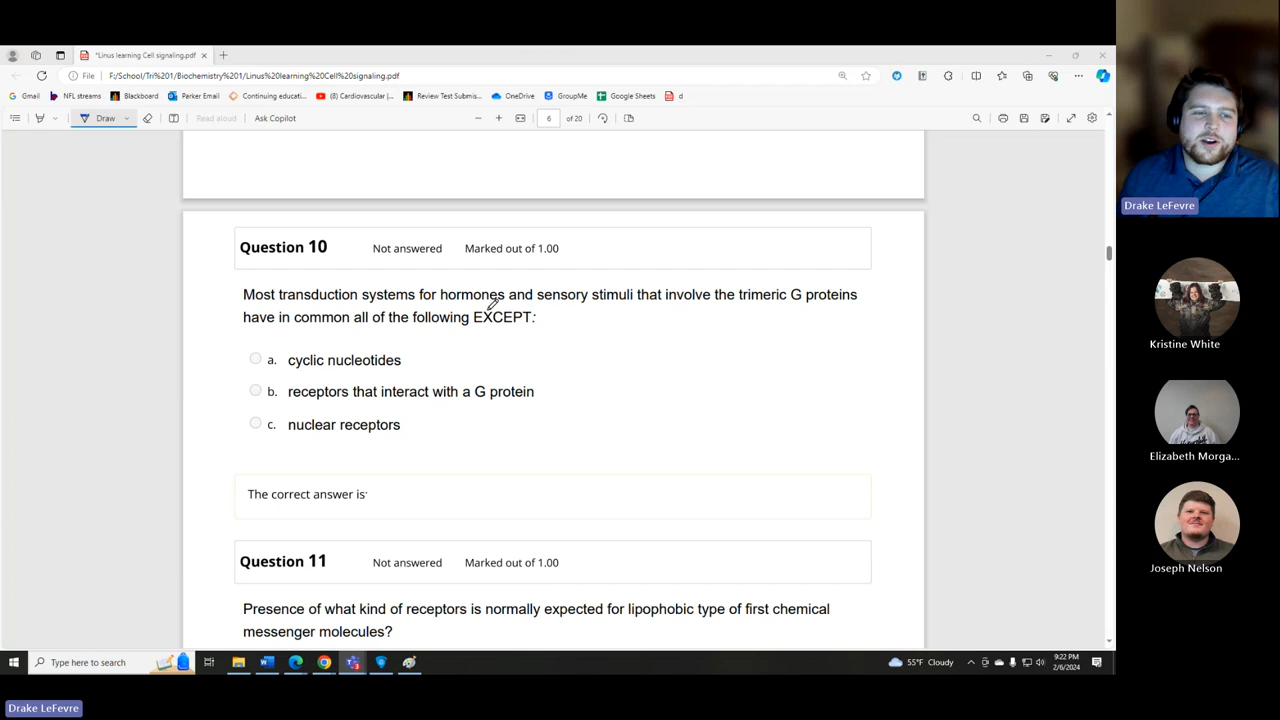 *Linus learning Cell signaling.pdf
File
F:/School/Tri%201/Biochemistry%201/Linus%20learning%20Cell%20signaling.pdf
Gmail
NFL streams
Blackboard
Parker Email
Continuing educati...
(8) Cardiovascular |...
Review Test Submis...
OneDrive
GroupMe
Google Sheets
d
Draw
Read aloud
Ask Copilot
6
of 20
Question 10 Not answered Marked out of 1.00
Most transduction systems for hormones and sensory stimuli that involve the trimeric G proteins
have in common all of the following EXCEPT:
a. cyclic nucleotides
b. receptors that interact with a G protein
c. nuclear receptors
The correct answer is
Question 11 Not answered Marked out of 1.00
Presence of what kind of receptors is normally expected for lipophobic type of first chemical
messenger molecules?
Drake LeFevre
Kristine White
Elizabeth Morga...
Joseph Nelson
Type here to search
55°F Cloudy
9:22 PM
2/6/2024
Drake LeFevre